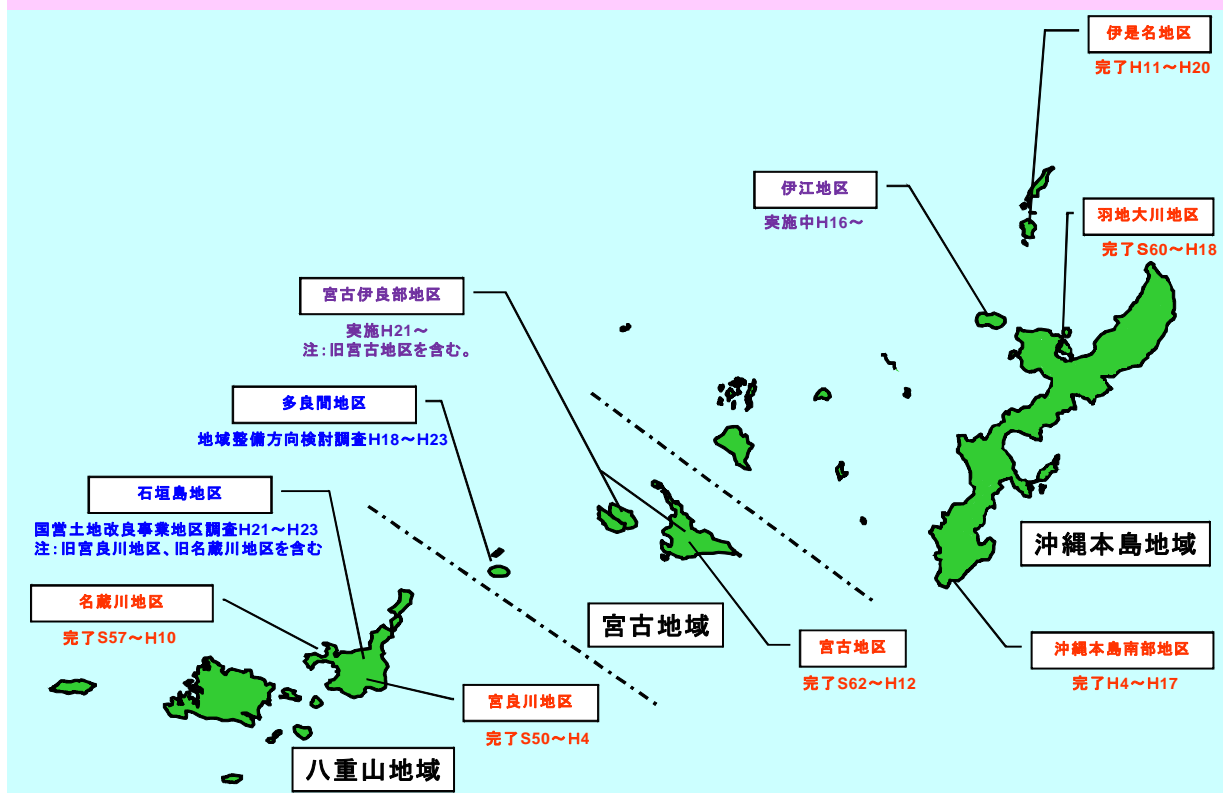 伊是名地区
完了H11～H20
伊江地区
実施中H16～
羽地大川地区
完了S60～H18
宮古伊良部地区
実施H21～
注：旧宮古地区を含む。
多良間地区
地域整備方向検討調査H18～H23
石垣島地区
国営土地改良事業地区調査H21～H23
注：旧宮良川地区、旧名蔵川地区を含む
沖縄本島地域
名蔵川地区
完了S57～H10
宮古地域
宮古地区
完了S62～H12
沖縄本島南部地区
完了H4～H17
宮良川地区
完了S50～H4
八重山地域